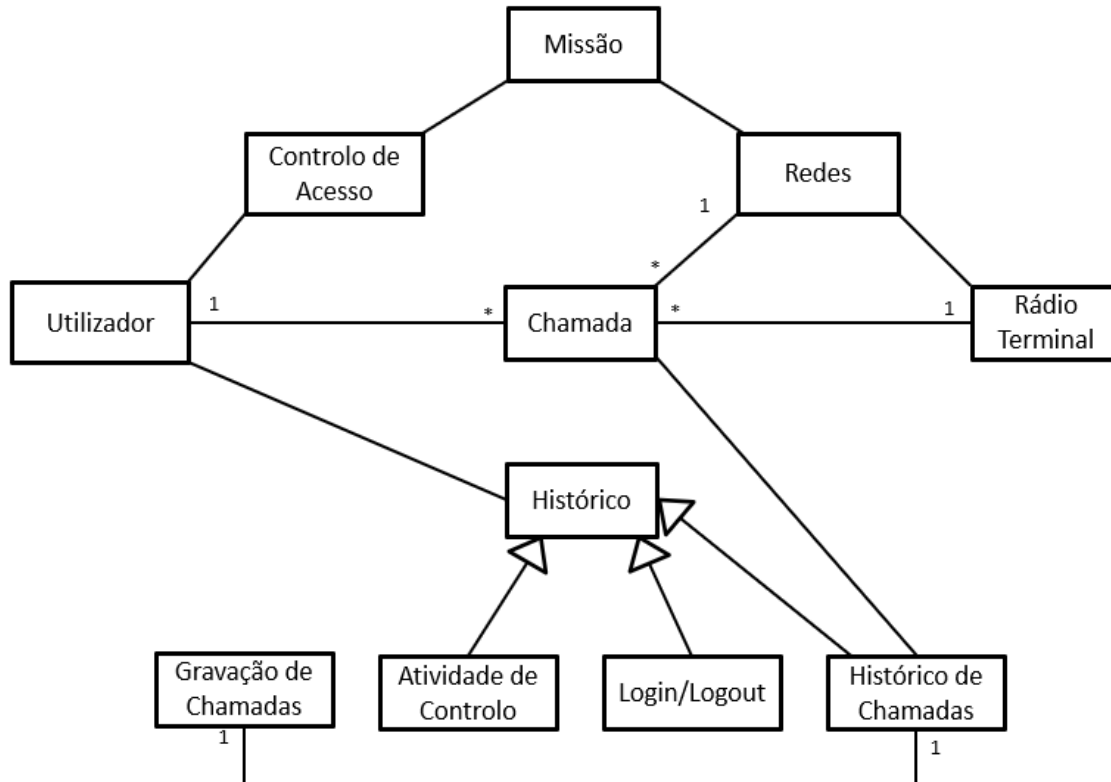 Missão
Controlo de
Acesso
Redes
1
*
Utilizador
1
*
Chamada
*
1
Rádio
Terminal
Histórico
Gravação de
Chamadas
Atividade de
Controlo
Login/Logout
Histórico de
Chamadas
1
1